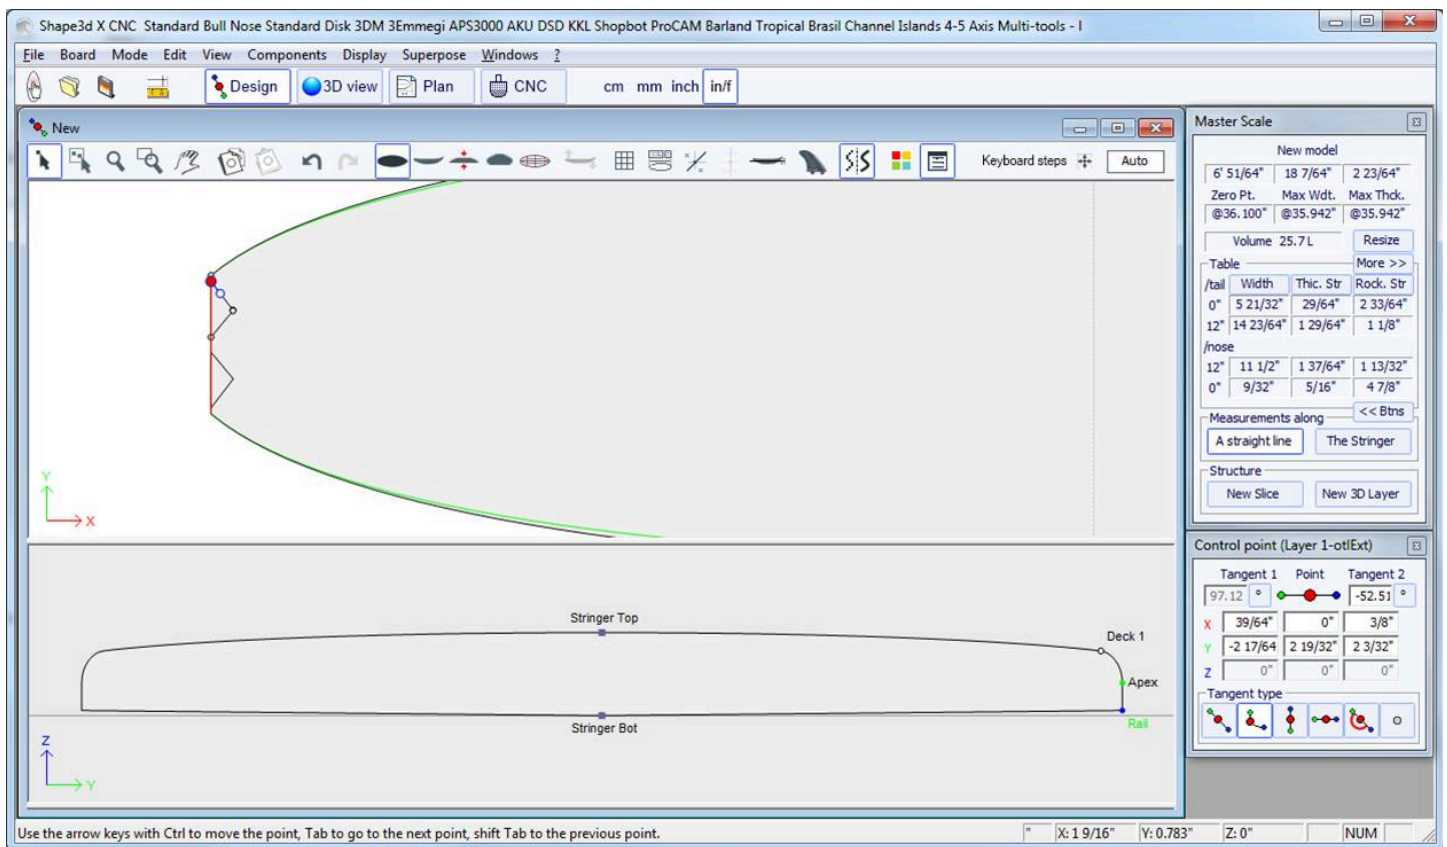 Shape3d X CNC Standard Bull Nose Standard Disk 3DM 3Emmegi APS3000 AKU DSD KKL Shopbot ProCAM Barland Tropical Brasil Channel Islands 4-5 Axis Multi-tools - I
File Board Mode Edit View Components Display Superpose Windows ?
Design 3D view Plan CNC cm mm inch in/f
New
Keyboard steps Auto
Y
X
Stringer Top
Deck 1
Apex
Rail
Stringer Bot
Z
Y
Master Scale
New model
6' 51/64" 18 7/64" 2 23/64"
Zero Pt. Max Wdt. Max Thck.
@36.100" @35.942" @35.942"
Volume 25.7 L Resize
Table More >>
/tail Width Thic. Str Rock. Str
0" 5 21/32" 29/64" 2 33/64"
12" 14 23/64" 1 29/64" 1 1/8"
/nose
12" 11 1/2" 1 37/64" 1 13/32"
0" 9/32" 5/16" 4 7/8"
<< Btns
Measurements along
A straight line The Stringer
Structure
New Slice New 3D Layer
Control point (Layer 1-otlExt)
Tangent 1 Point Tangent 2
97.12 ° -52.51 °
X 39/64" 0" 3/8"
Y -2 17/64 2 19/32" 2 3/32"
Z 0" 0" 0"
Tangent type
Use the arrow keys with Ctrl to move the point, Tab to go to the next point, shift Tab to the previous point. " X: 1 9/16" Y: 0.783" Z: 0" NUM